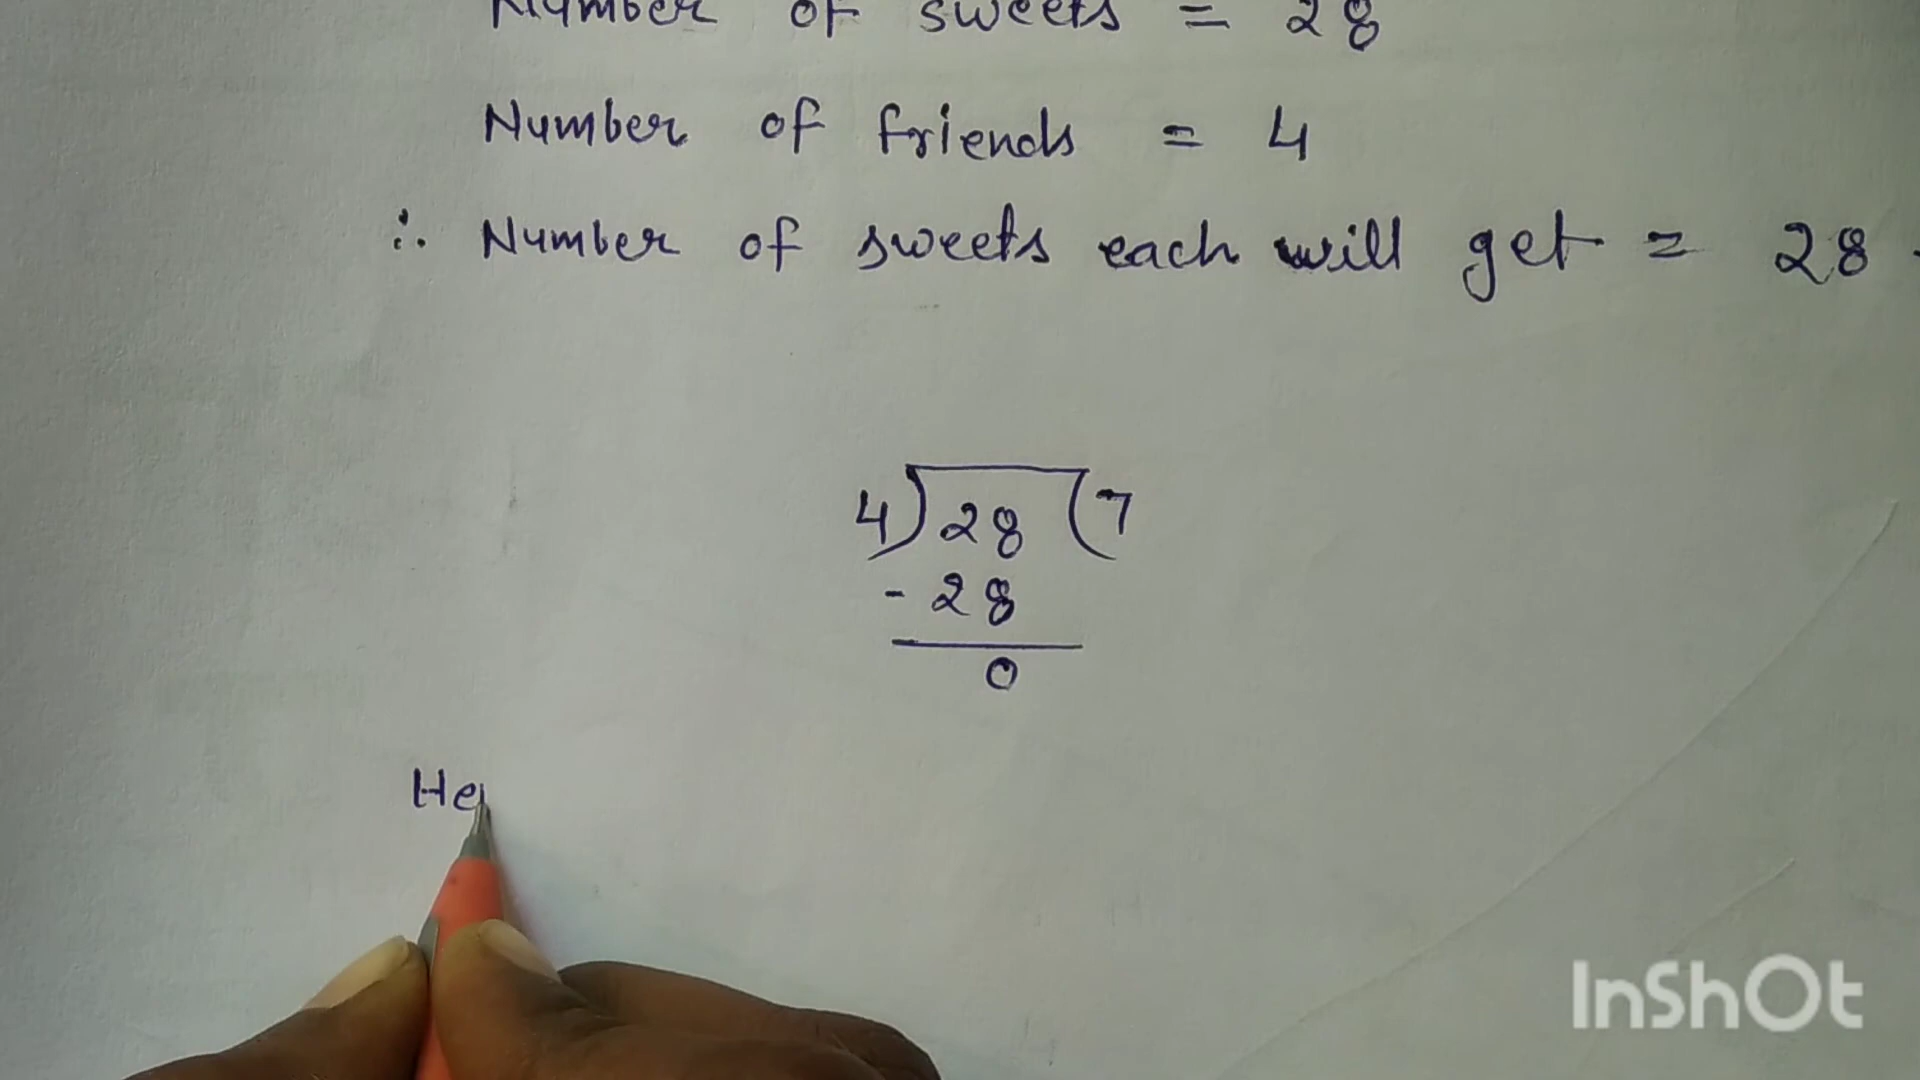 Number of sweets = 28
Number of friends = 4
∴ Number of sweets each will get = 28
4) 28 (7
- 28
0
He
InShOt